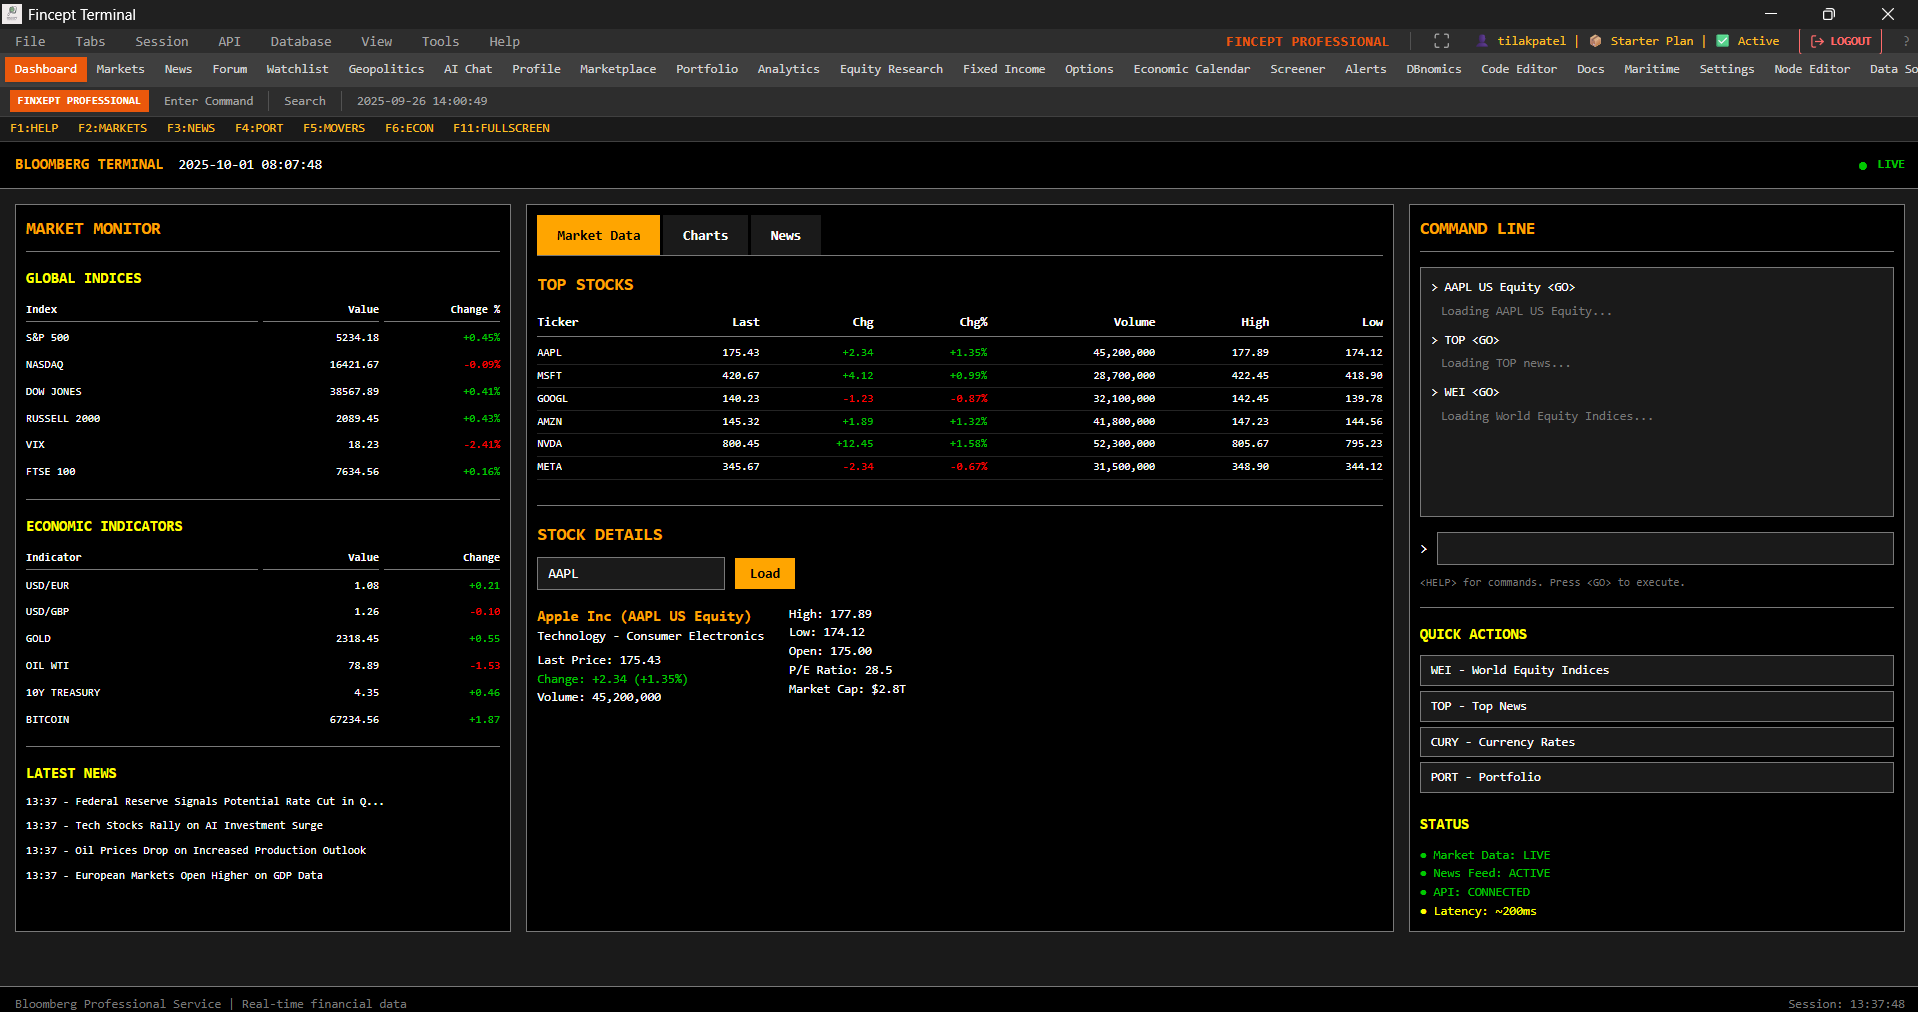 Fincept Terminal
File Tabs Session API Database View Tools Help FINCEPT PROFESSIONAL tilakpatel | Starter Plan | Active LOGOUT ?
Dashboard Markets News Forum Watchlist Geopolitics AI Chat Profile Marketplace Portfolio Analytics Equity Research Fixed Income Options Economic Calendar Screener Alerts DBnomics Code Editor Docs Maritime Settings Node Editor Data So
FINXEPT PROFESSIONAL Enter Command Search 2025-09-26 14:00:49
F1:HELP F2:MARKETS F3:NEWS F4:PORT F5:MOVERS F6:ECON F11:FULLSCREEN
BLOOMBERG TERMINAL 2025-10-01 08:07:48 ● LIVE
MARKET MONITOR
GLOBAL INDICES
Index Value Change %
S&P 500 5234.18 +0.45%
NASDAQ 16421.67 -0.09%
DOW JONES 38567.89 +0.41%
RUSSELL 2000 2089.45 +0.43%
VIX 18.23 -2.41%
FTSE 100 7634.56 +0.16%
ECONOMIC INDICATORS
Indicator Value Change
USD/EUR 1.08 +0.21
USD/GBP 1.26 -0.10
GOLD 2318.45 +0.55
OIL WTI 78.89 -1.53
10Y TREASURY 4.35 +0.46
BITCOIN 67234.56 +1.87
LATEST NEWS
13:37 - Federal Reserve Signals Potential Rate Cut in Q...
13:37 - Tech Stocks Rally on AI Investment Surge
13:37 - Oil Prices Drop on Increased Production Outlook
13:37 - European Markets Open Higher on GDP Data
Market Data Charts News
TOP STOCKS
Ticker Last Chg Chg% Volume High Low
AAPL 175.43 +2.34 +1.35% 45,200,000 177.89 174.12
MSFT 420.67 +4.12 +0.99% 28,700,000 422.45 418.90
GOOGL 140.23 -1.23 -0.87% 32,100,000 142.45 139.78
AMZN 145.32 +1.89 +1.32% 41,800,000 147.23 144.56
NVDA 800.45 +12.45 +1.58% 52,300,000 805.67 795.23
META 345.67 -2.34 -0.67% 31,500,000 348.90 344.12
STOCK DETAILS
AAPL Load
Apple Inc (AAPL US Equity)
Technology - Consumer Electronics
Last Price: 175.43
Change: +2.34 (+1.35%)
Volume: 45,200,000
High: 177.89
Low: 174.12
Open: 175.00
P/E Ratio: 28.5
Market Cap: $2.8T
COMMAND LINE
> AAPL US Equity <GO>
Loading AAPL US Equity...
> TOP <GO>
Loading TOP news...
> WEI <GO>
Loading World Equity Indices...
>
<HELP> for commands. Press <GO> to execute.
QUICK ACTIONS
WEI - World Equity Indices
TOP - Top News
CURY - Currency Rates
PORT - Portfolio
STATUS
● Market Data: LIVE
● News Feed: ACTIVE
● API: CONNECTED
● Latency: ~200ms
Bloomberg Professional Service | Real-time financial data Session: 13:37:48